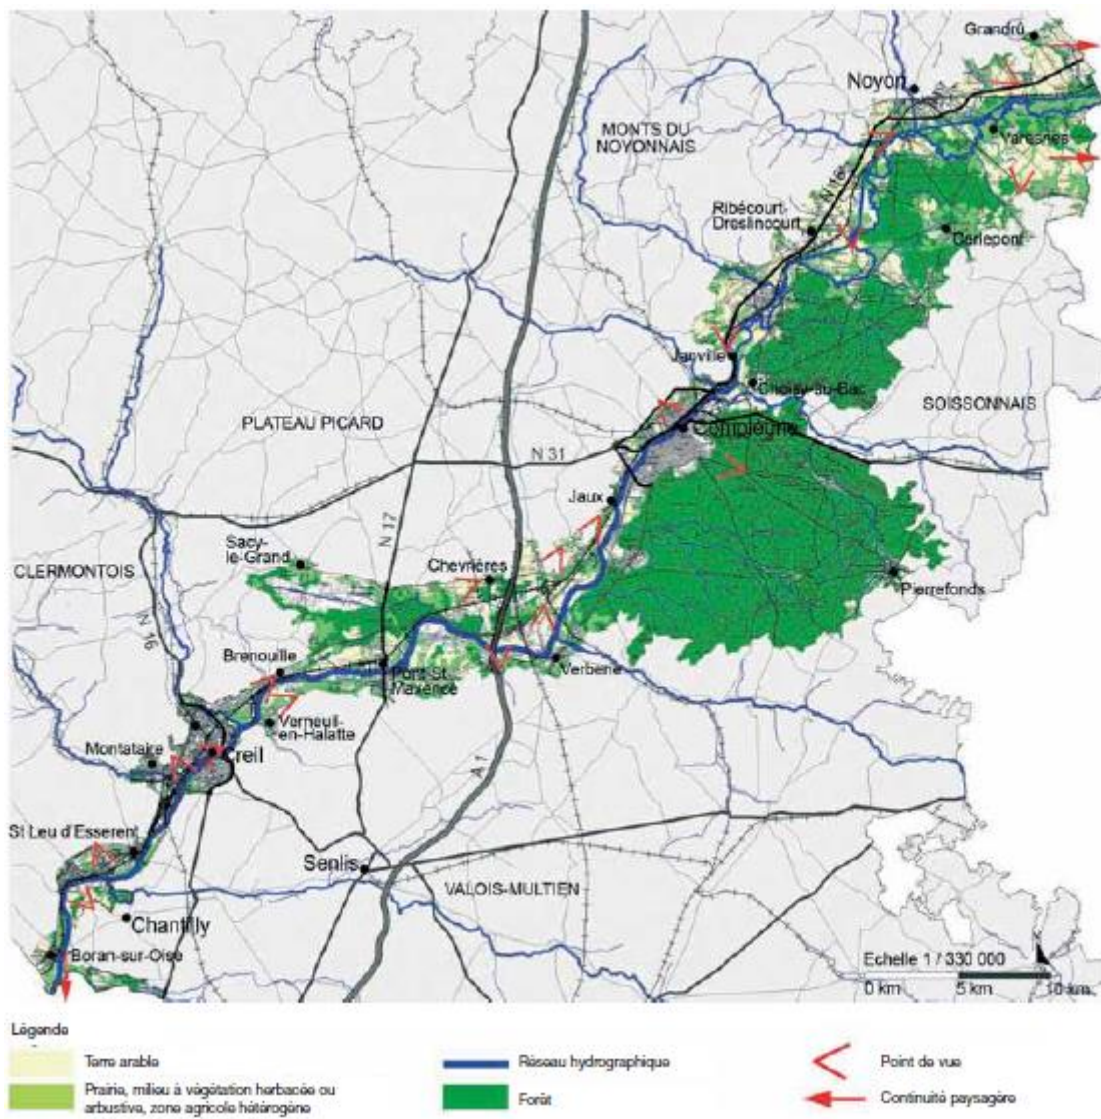 Grandrû
Noyon
MONTS DU
NOYONNAIS
Varesnes
Ribécourt-
Dreslincourt
Carlepont
Janville
Choisy-au-Bac
SOISSONNAIS
PLATEAU PICARD
Compiègne
N 31
Jaux
N 17
Sacy-
le-Grand
Chevrières
CLERMONTOIS
Pierrefonds
N 16
Brenouille
Pont-St
Maxence
Verberie
Verneuil-
en-Halatte
Montataire
Creil
A 1
St Leu d'Esserent
Senlis
VALOIS-MULTIEN
Chantilly
Boran-sur-Oise
Echelle 1 / 330 000
0 km 5 km 10 km
Légende
Terre arable
Réseau hydrographique
Point de vue
Prairie, milieu à végétation herbacée ou
arbustive, zone agricole hétérogène
Forêt
Continuité paysagère